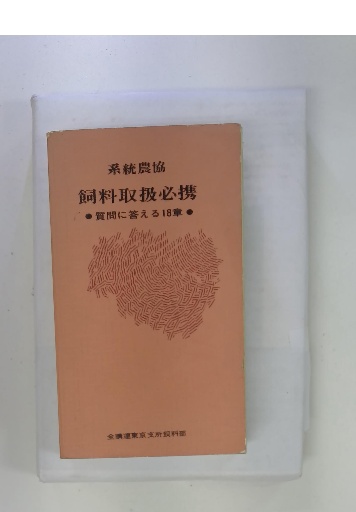 系統農協
飼料取扱必携
●質問に答える18章●
全購連東京支所飼料部